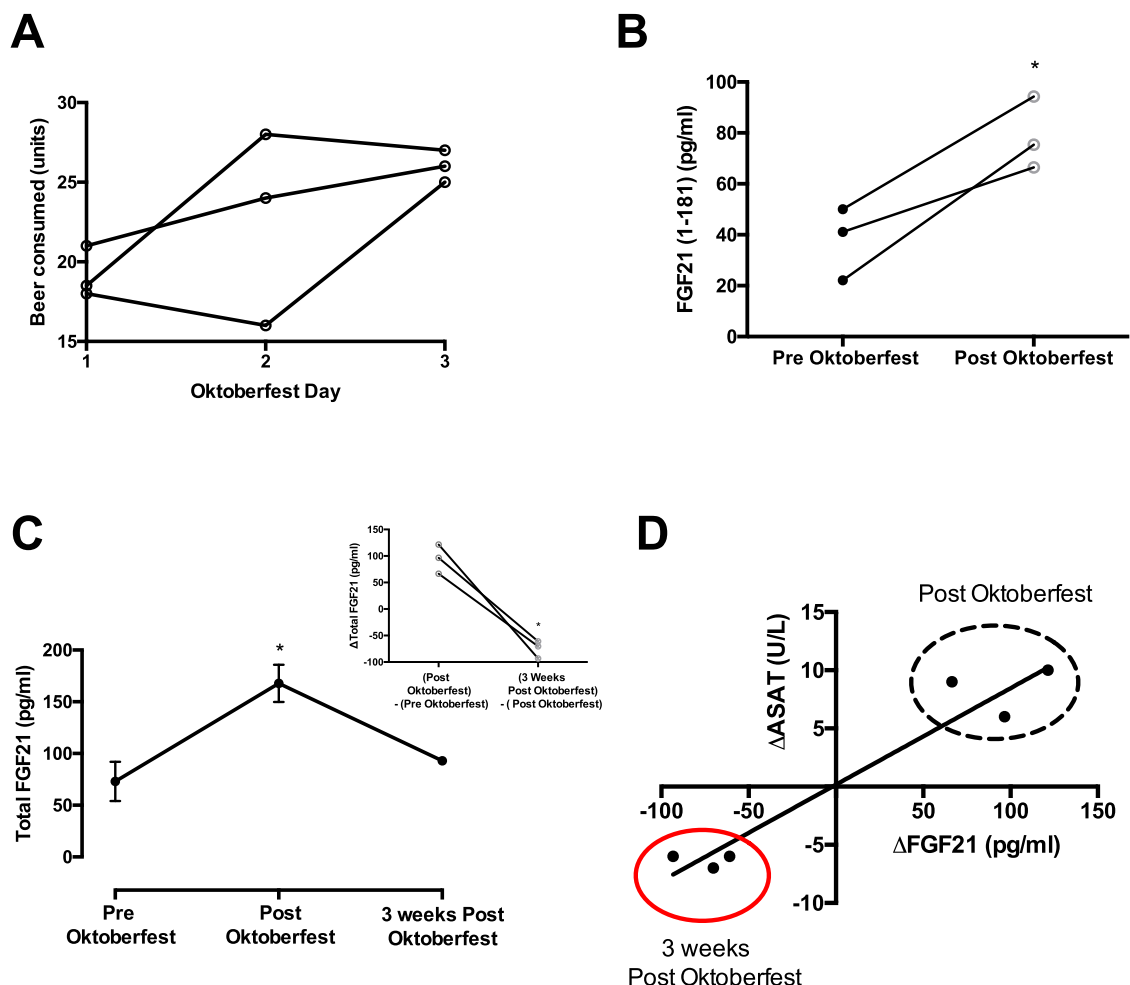 A
30
25
20
15
Beer consumed (units)
1 2 3
Oktoberfest Day
B
*
100
80
60
40
20
0
FGF21 (1-181) (pg/ml)
Pre Oktoberfest Post Oktoberfest
C
200
150
100
50
0
Total FGF21 (pg/ml)
*
Pre
Oktoberfest
Post
Oktoberfest
3 weeks Post
Oktoberfest
150
100
50
0
-50
-100
ΔTotal FGF21 (pg/ml)
*
(Post
Oktoberfest)
- (Pre Oktoberfest)
(3 Weeks
Post Oktoberfest)
- ( Post Oktoberfest)
D
Post Oktoberfest
15
10
5
-5
-10
ΔASAT (U/L)
-100 -50 50 100 150
ΔFGF21 (pg/ml)
3 weeks
Post Oktoberfest